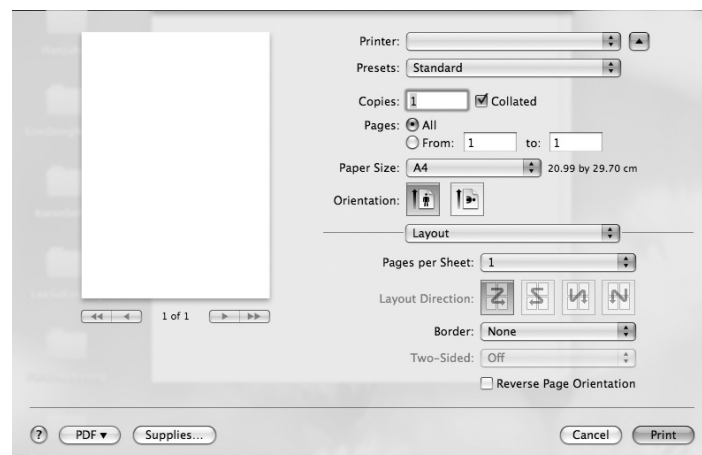 Printer:
Presets: Standard
Copies: 1 Collated
Pages: All
From: 1 to: 1
Paper Size: A4 20.99 by 29.70 cm
Orientation:
Layout
Pages per Sheet: 1
Layout Direction:
1 of 1
Border: None
Two-Sided: Off
Reverse Page Orientation
? PDF Supplies... Cancel Print